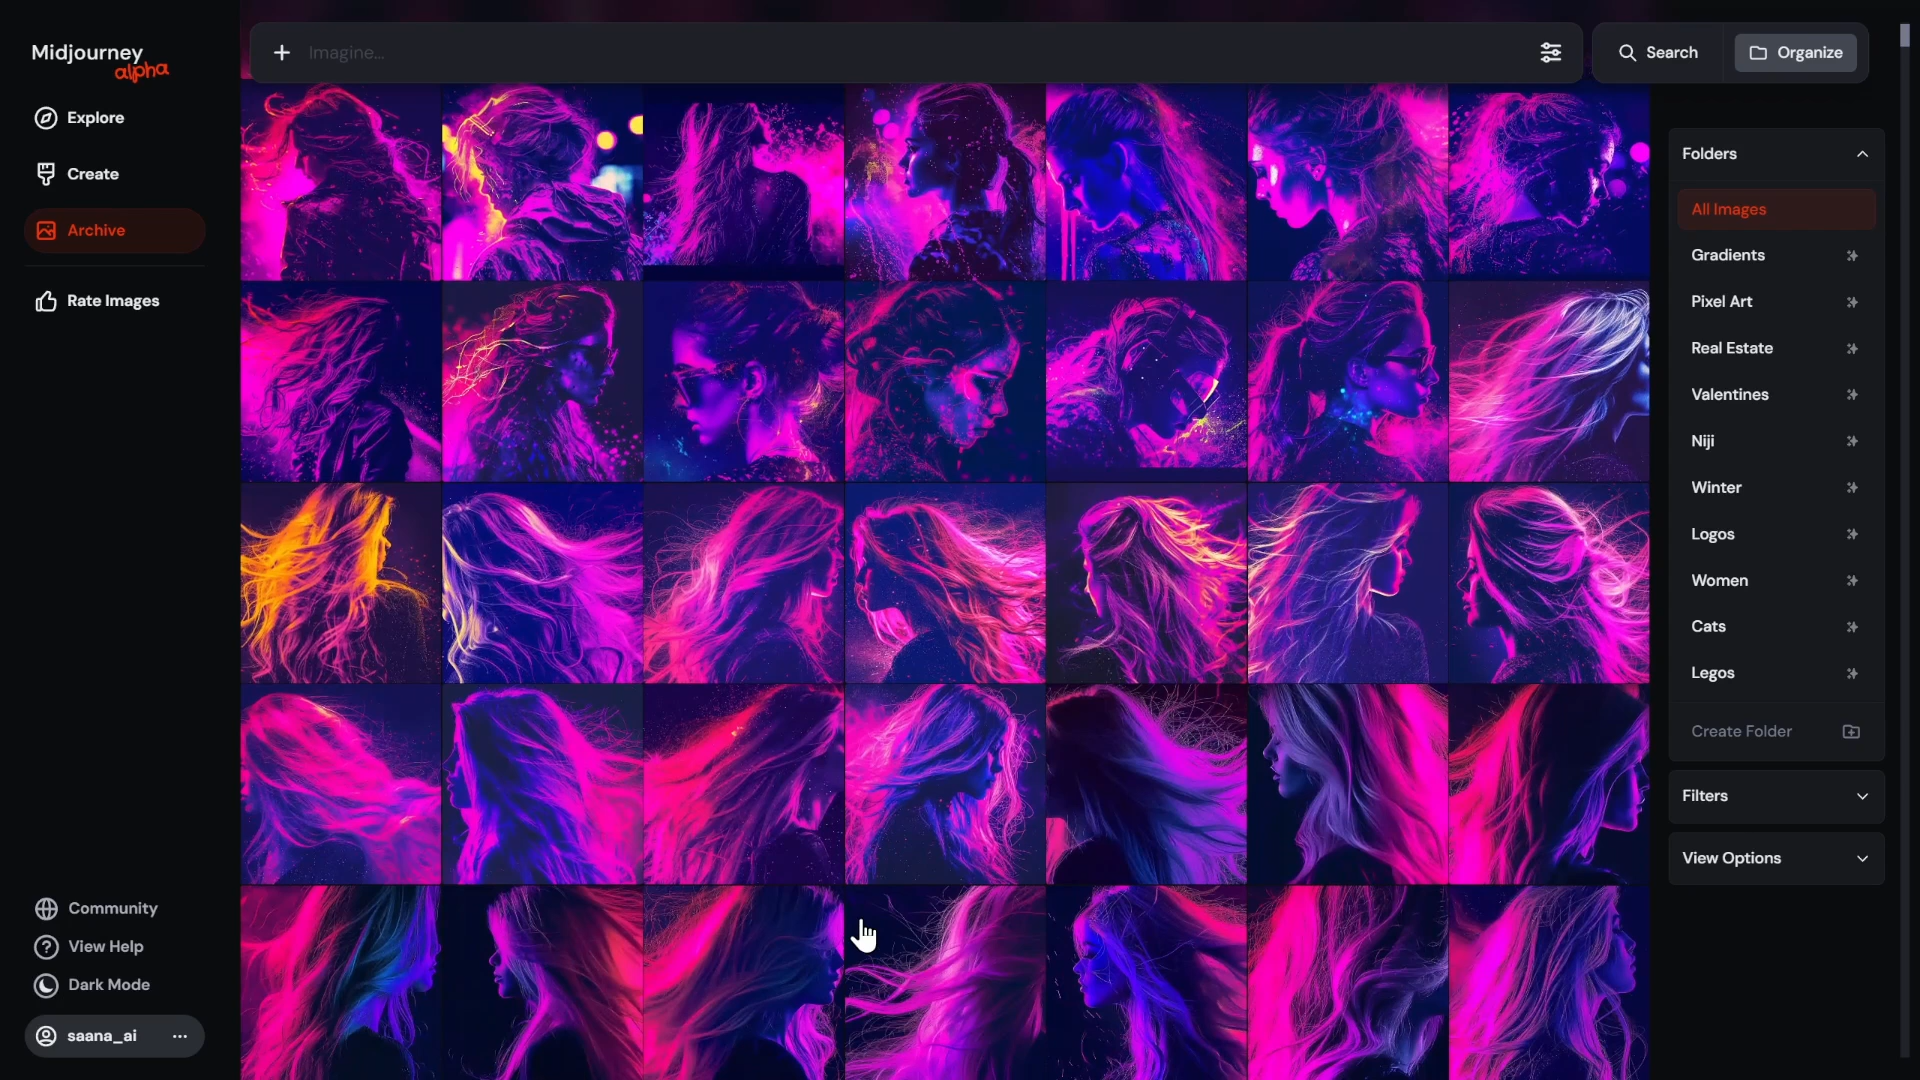 Midjourney
alpha
Imagine...
Search
Organize
Explore
Create
Archive
Rate Images
Folders
All Images
Gradients
Pixel Art
Real Estate
Valentines
Niji
Winter
Logos
Women
Cats
Legos
Create Folder
Filters
View Options
Community
View Help
Dark Mode
saana_ai